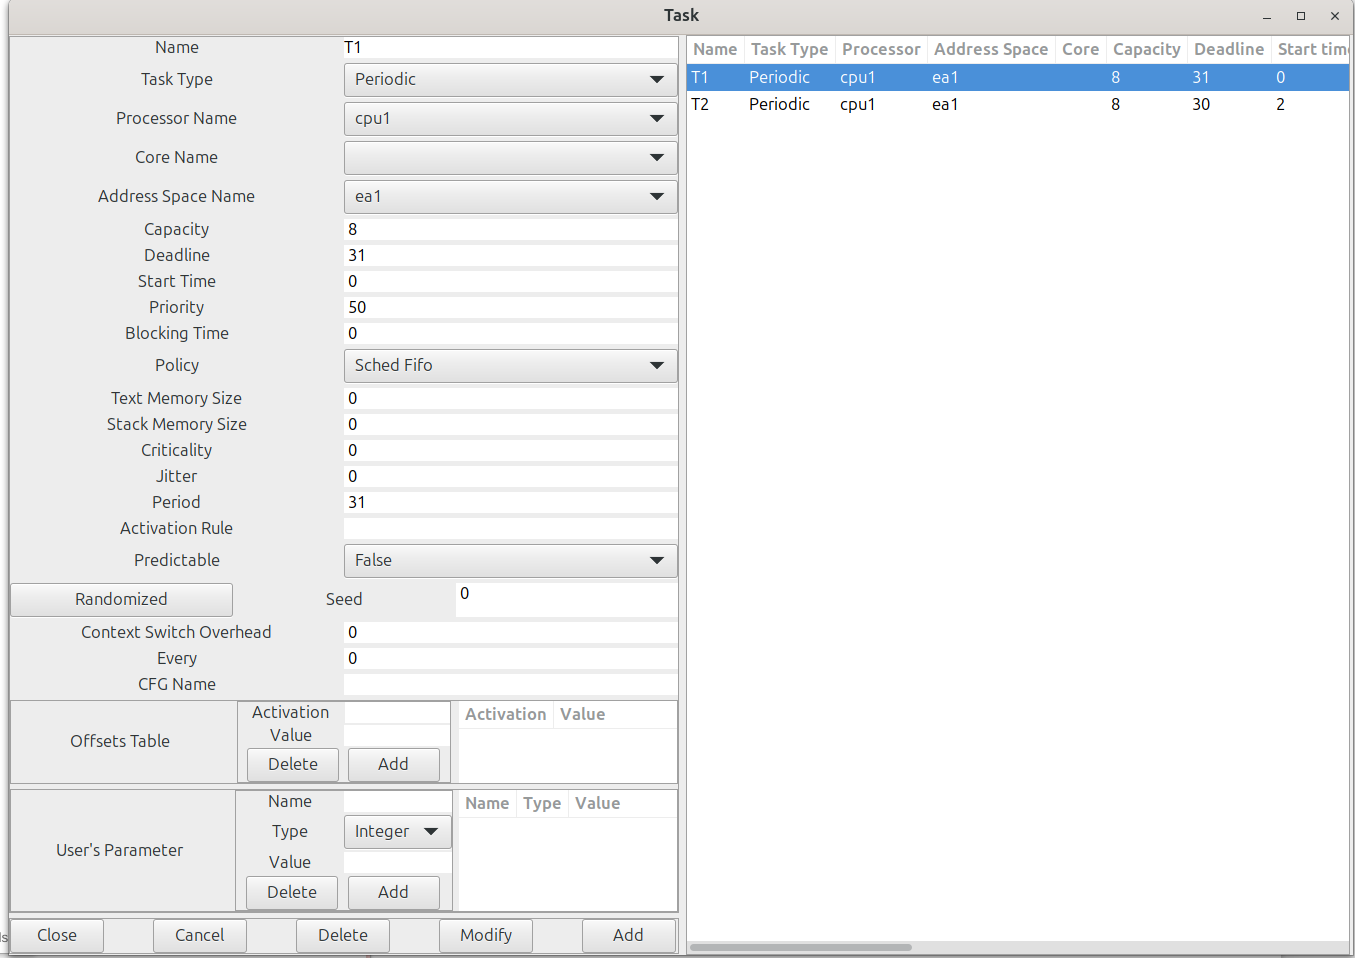 Task
Name T1
Task Type Periodic
Processor Name cpu1
Core Name
Address Space Name ea1
Capacity 8
Deadline 31
Start Time 0
Priority 50
Blocking Time 0
Policy Sched Fifo
Text Memory Size 0
Stack Memory Size 0
Criticality 0
Jitter 0
Period 31
Activation Rule
Predictable False
Randomized Seed 0
Context Switch Overhead 0
Every 0
CFG Name
Offsets Table
Activation
Value
Delete Add
Activation Value
User's Parameter
Name
Type Integer
Value
Delete Add
Name Type Value
Close Cancel Delete Modify Add
Name Task Type Processor Address Space Core Capacity Deadline Start time
T1 Periodic cpu1 ea1 8 31 0
T2 Periodic cpu1 ea1 8 30 2